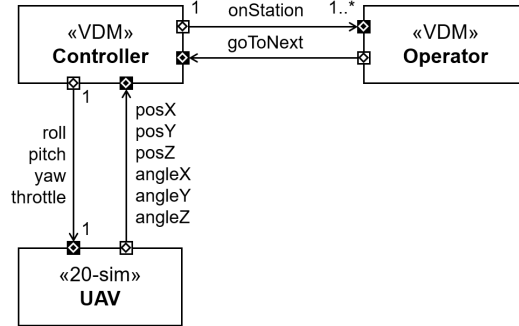 1 onStation 1..*
«VDM»
Controller
goToNext
«VDM»
Operator
1
roll
pitch
yaw
throttle
1
posX
posY
posZ
angleX
angleY
angleZ
«20-sim»
UAV